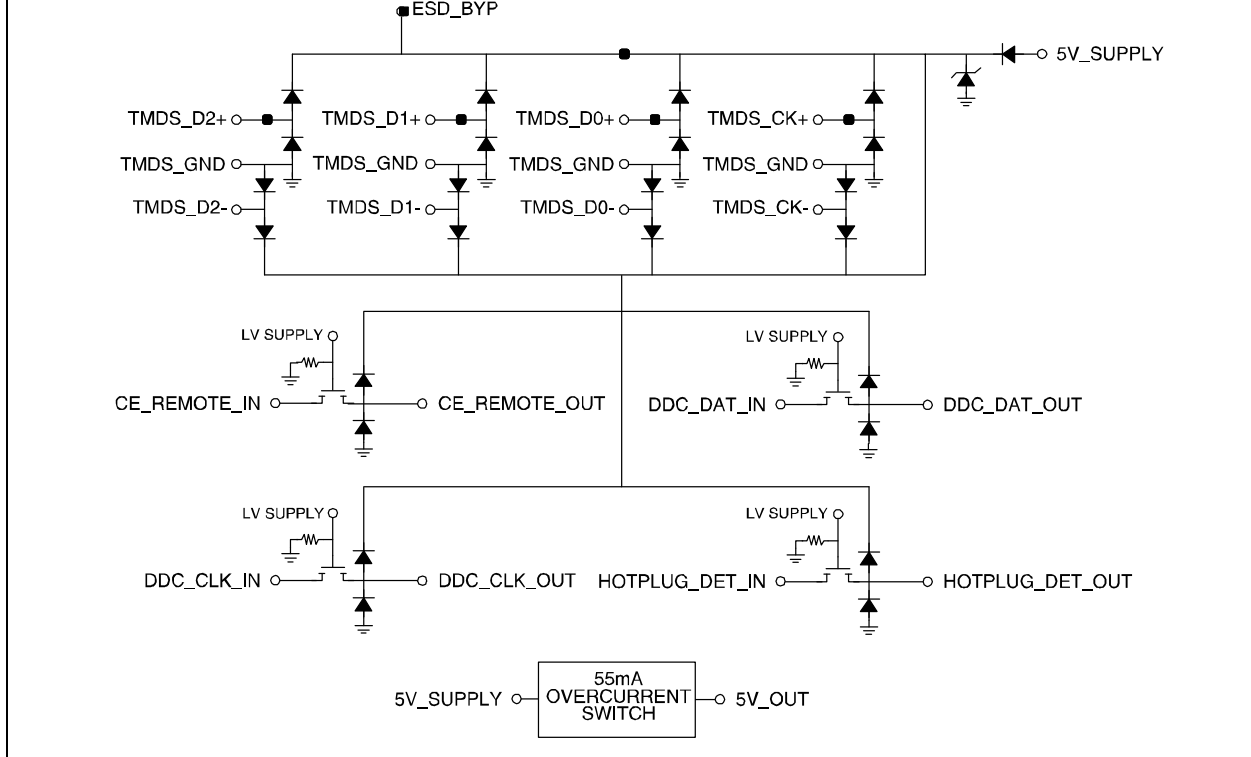 ESD_BYP
5V_SUPPLY
TMDS_D2+ TMDS_D1+ TMDS_D0+ TMDS_CK+
TMDS_GND TMDS_GND TMDS_GND TMDS_GND
TMDS_D2- TMDS_D1- TMDS_D0- TMDS_CK-
LV SUPPLY LV SUPPLY
CE_REMOTE_IN CE_REMOTE_OUT DDC_DAT_IN DDC_DAT_OUT
LV SUPPLY LV SUPPLY
DDC_CLK_IN DDC_CLK_OUT HOTPLUG_DET_IN HOTPLUG_DET_OUT
55mA
5V_SUPPLY OVERCURRENT 5V_OUT
SWITCH